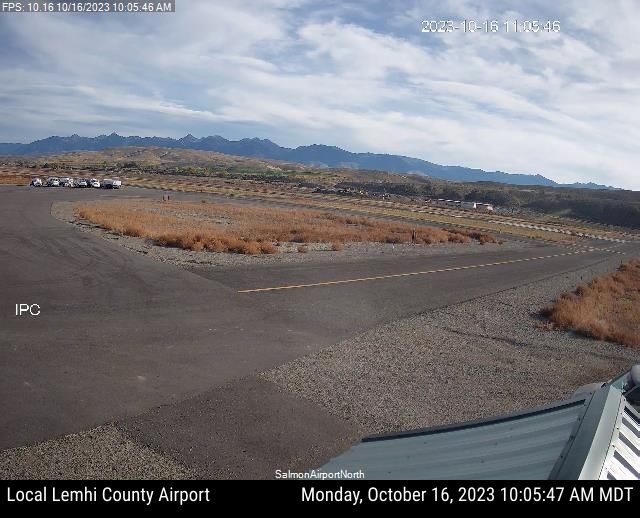 FPS: 10.16 10/16/2023 10:05:46 AM
2023-10-16 11:05:46
IPC
SalmonAirportNorth
Local Lemhi County Airport Monday, October 16, 2023 10:05:47 AM MDT